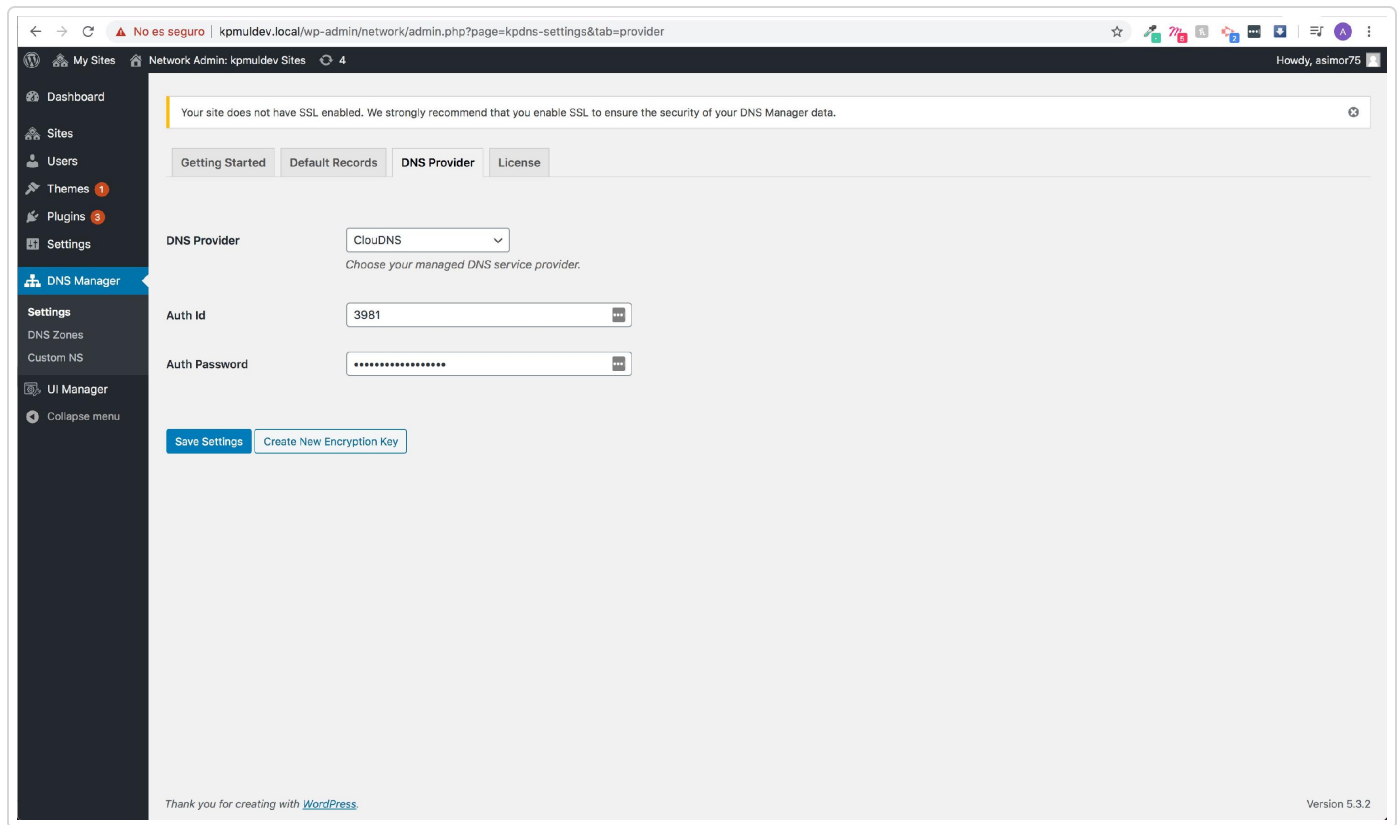 No es seguro | kpmuldev.local/wp-admin/network/admin.php?page=kpdns-settings&tab=provider
5 2 A
My Sites Network Admin: kpmuldev Sites 4 Howdy, asimor75
Dashboard
Sites
Users
Themes 1
Plugins 3
Settings
DNS Manager
Settings
DNS Zones
Custom NS
UI Manager
Collapse menu
Your site does not have SSL enabled. We strongly recommend that you enable SSL to ensure the security of your DNS Manager data.
Getting Started Default Records DNS Provider License
DNS Provider ClouDNS
Choose your managed DNS service provider.
Auth Id 3981
Auth Password ••••••••••••••••••
Save Settings Create New Encryption Key
Thank you for creating with WordPress. Version 5.3.2